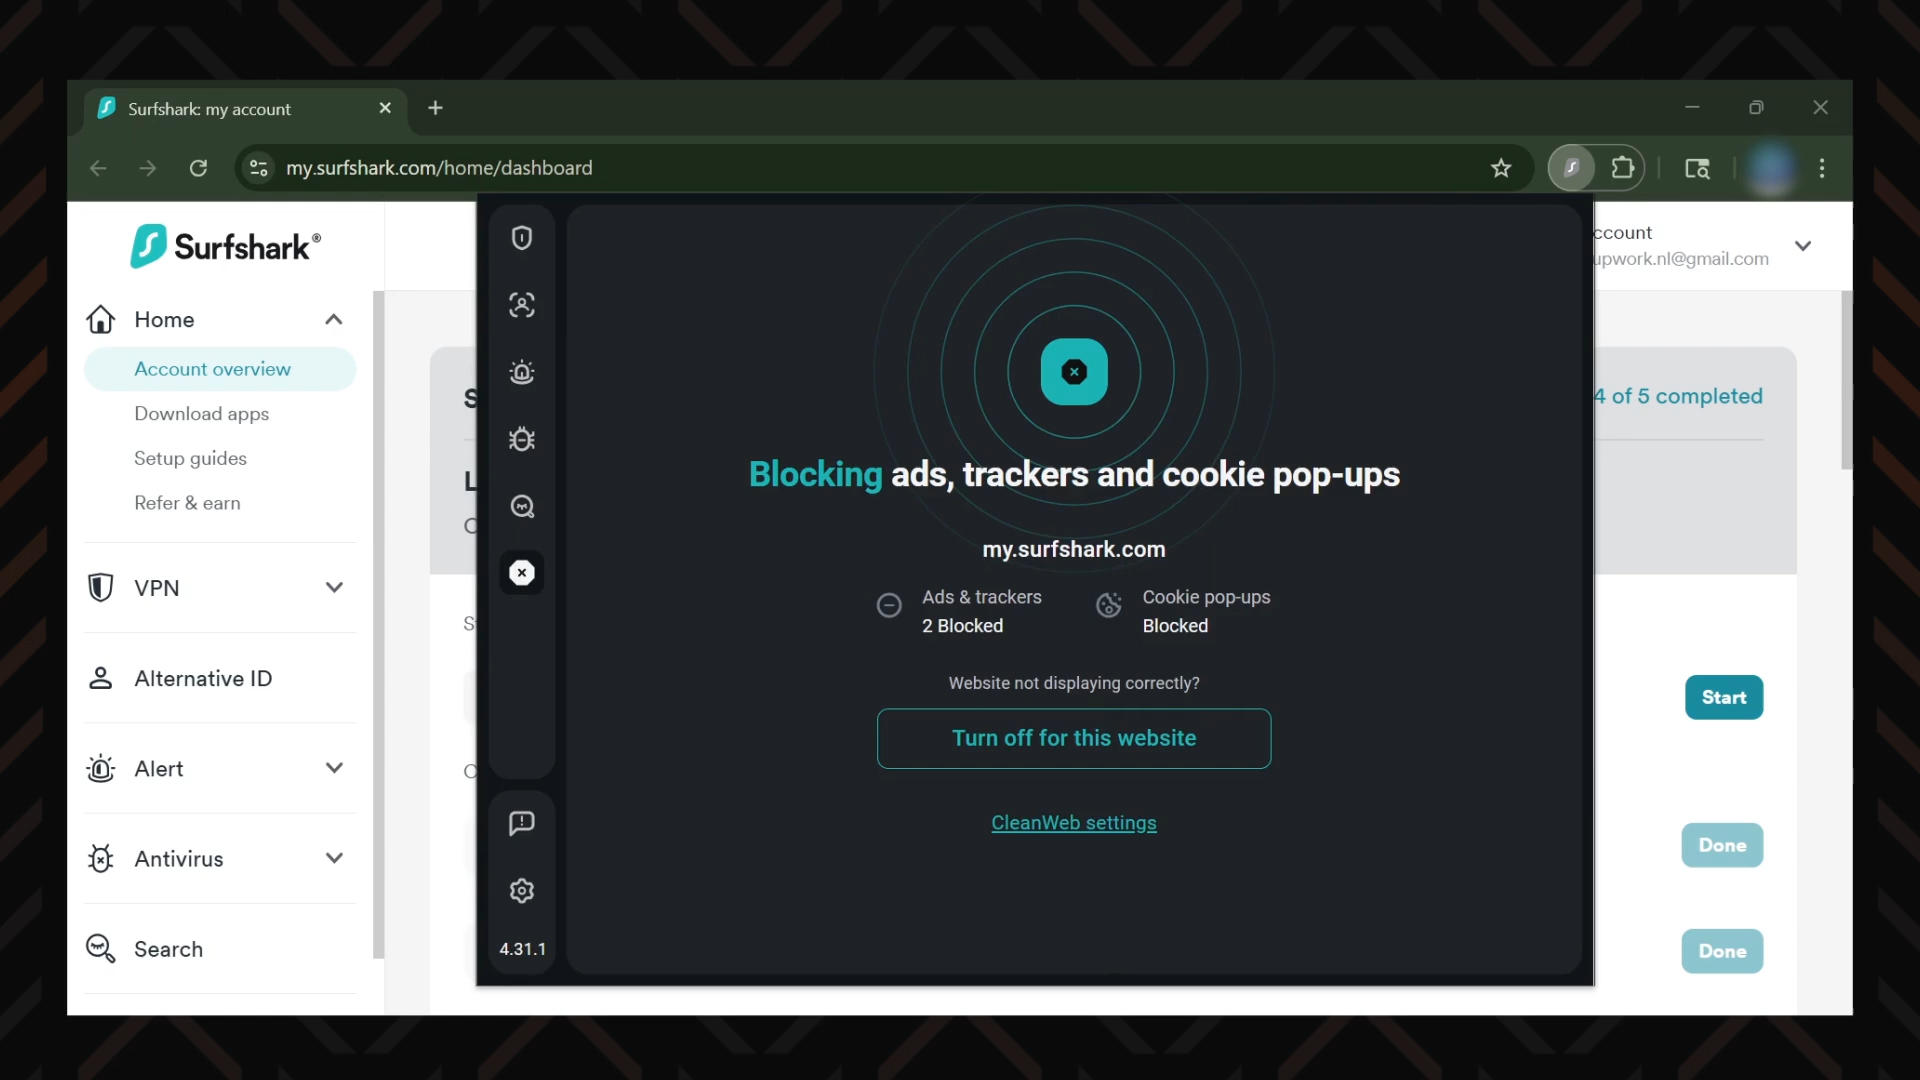 Surfshark: my account
my.surfshark.com/home/dashboard
Surfshark®
Home
Account overview
Download apps
Setup guides
Refer & earn
VPN
Alternative ID
Alert
Antivirus
Search
4.31.1
Blocking ads, trackers and cookie pop-ups
my.surfshark.com
Ads & trackers
2 Blocked
Cookie pop-ups
Blocked
Website not displaying correctly?
Turn off for this website
CleanWeb settings
ccount
upwork.nl@gmail.com
4 of 5 completed
Start
Done
Done